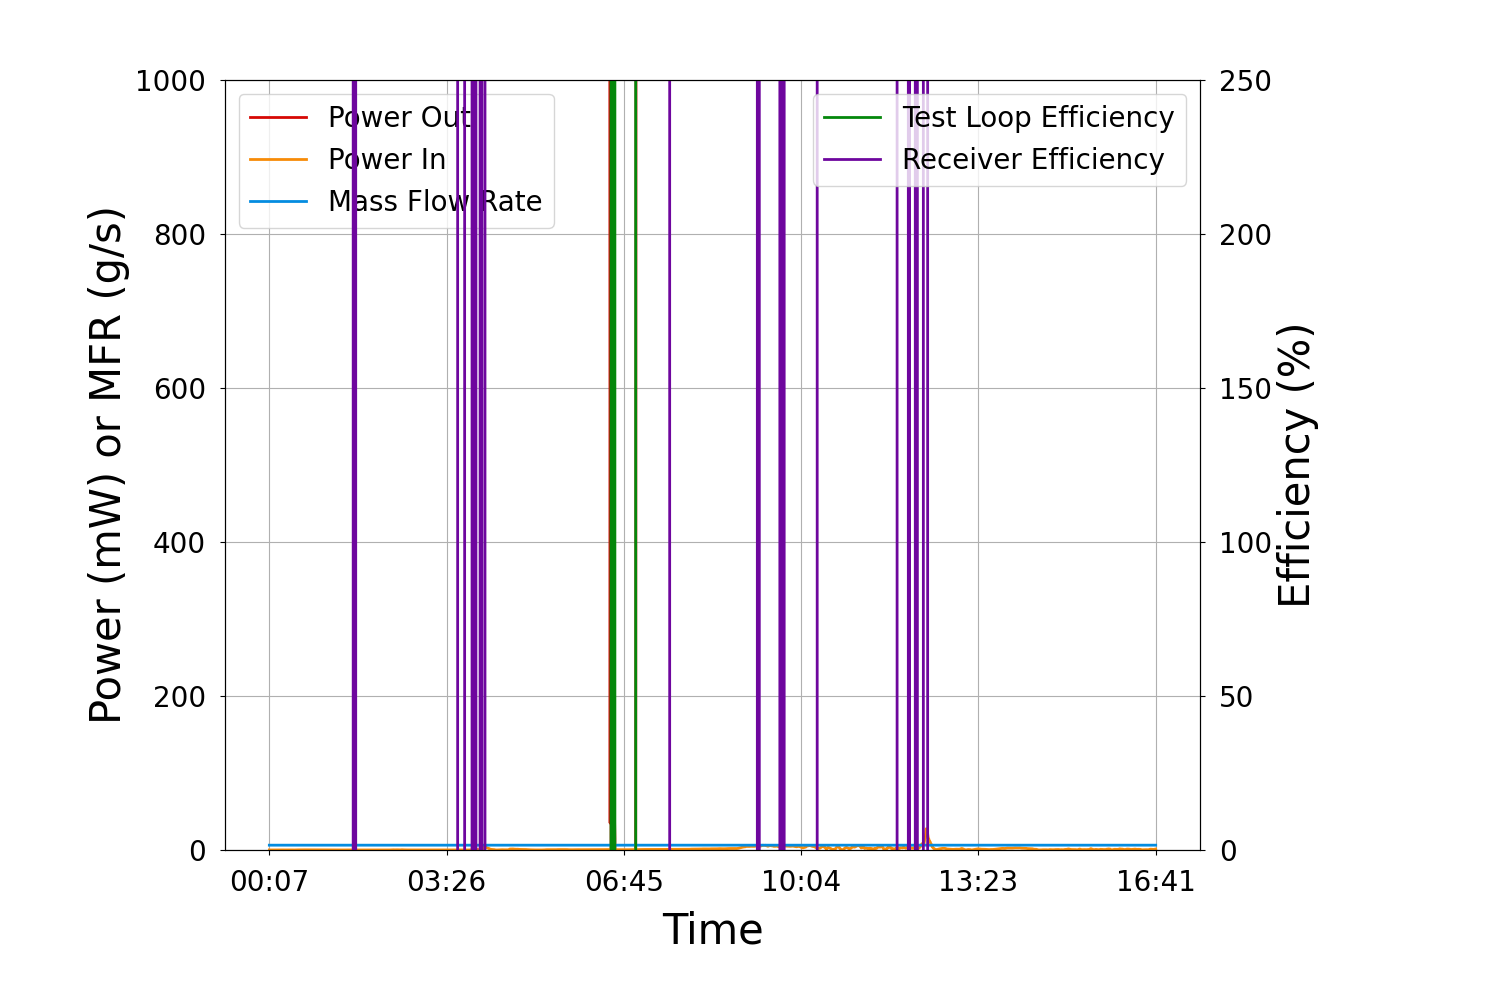 1000
800
600
400
200
0
Power (mW) or MFR (g/s)
Power Out
Power In
Mass Flow Rate
Test Loop Efficiency
Receiver Efficiency
250
200
150
100
50
0
Efficiency (%)
00:07 03:26 06:45 10:04 13:23 16:41
Time